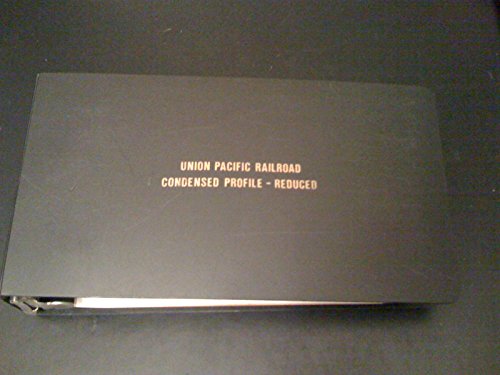 UNION PACIFIC RAILROAD
CONDENSED PROFILE - REDUCED